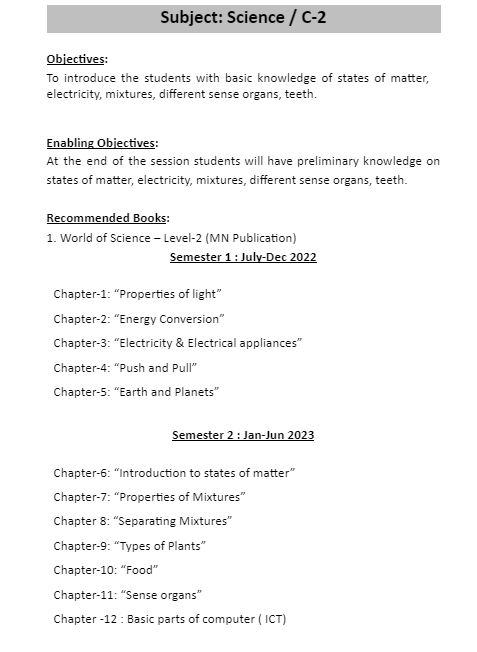 Subject: Science / C-2
Objectives:
To introduce the students with basic knowledge of states of matter,
electricity, mixtures, different sense organs, teeth.
Enabling Objectives:
At the end of the session students will have preliminary knowledge on
states of matter, electricity, mixtures, different sense organs, teeth.
Recommended Books:
1. World of Science – Level-2 (MN Publication)
Semester 1 : July-Dec 2022
Chapter-1: “Properties of light”
Chapter-2: “Energy Conversion”
Chapter-3: “Electricity & Electrical appliances”
Chapter-4: “Push and Pull”
Chapter-5: “Earth and Planets”
Semester 2 : Jan-Jun 2023
Chapter-6: “Introduction to states of matter”
Chapter-7: “Properties of Mixtures”
Chapter 8: “Separating Mixtures”
Chapter-9: “Types of Plants”
Chapter-10: “Food”
Chapter-11: “Sense organs”
Chapter -12 : Basic parts of computer ( ICT)